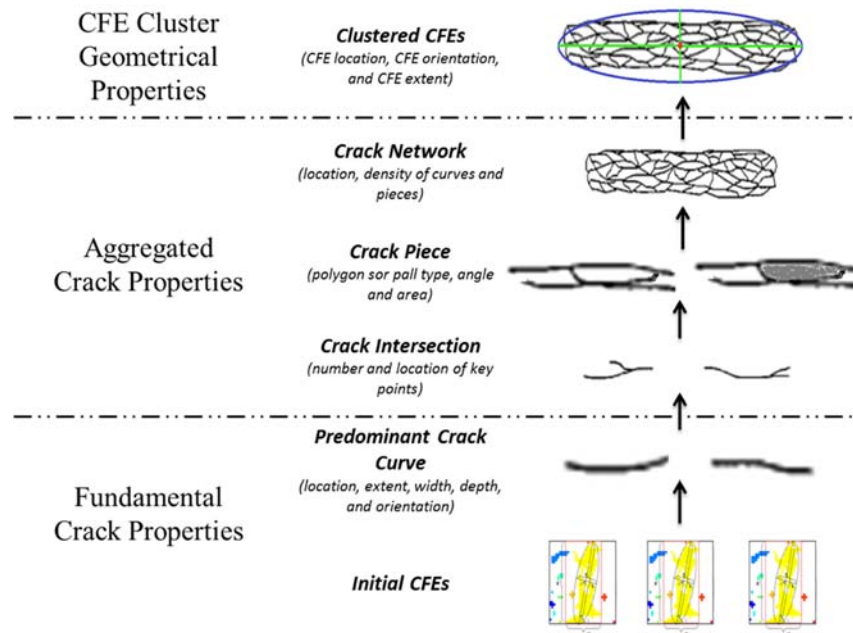 CFE Cluster
Geometrical
Properties
Clustered CFEs
(CFE location, CFE orientation,
and CFE extent)
Crack Network
(location, density of curves and
pieces)
Aggregated
Crack Properties
Crack Piece
(polygon sor pall type, angle
and area)
Crack Intersection
(number and location of key
points)
Fundamental
Crack Properties
Predominant Crack
Curve
(location, extent, width, depth,
and orientation)
Initial CFEs